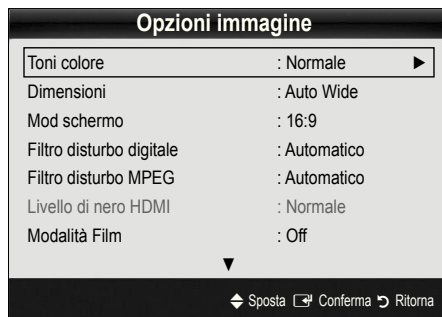 Opzioni immagine
Toni colore : Normale ►
Dimensioni : Auto Wide
Mod schermo : 16:9
Filtro disturbo digitale : Automatico
Filtro disturbo MPEG : Automatico
Livello di nero HDMI : Normale
Modalità Film : Off
▼
Sposta Conferma Ritorna